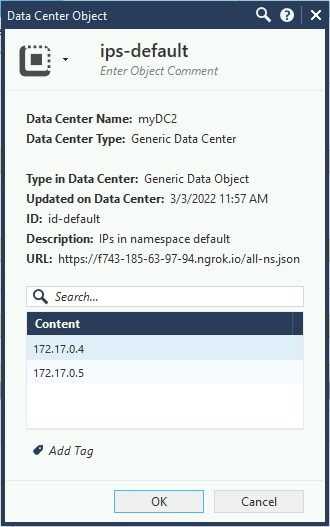 Data Center Object
ips-default
Enter Object Comment
Data Center Name: myDC2
Data Center Type: Generic Data Center
Type in Data Center: Generic Data Object
Updated on Data Center: 3/3/2022 11:57 AM
ID: id-default
Description: IPs in namespace default
URL: https://f743-185-63-97-94.ngrok.io/all-ns.json
Search...
Content
172.17.0.4
172.17.0.5
Add Tag
OK Cancel